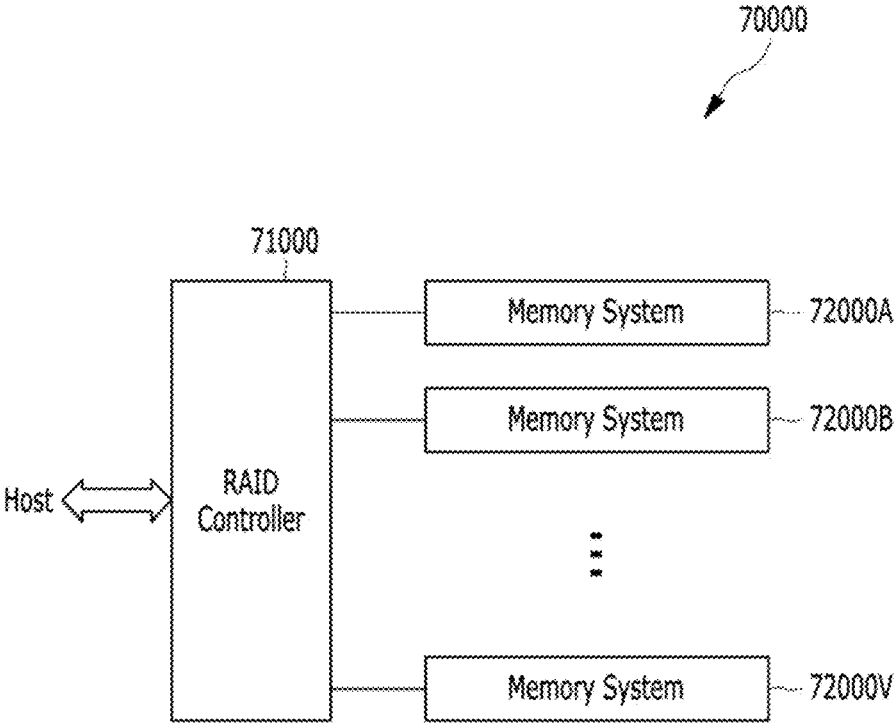 70000
71000
Memory System
72000A
Memory System
72000B
Host
RAID
Controller
Memory System
72000V